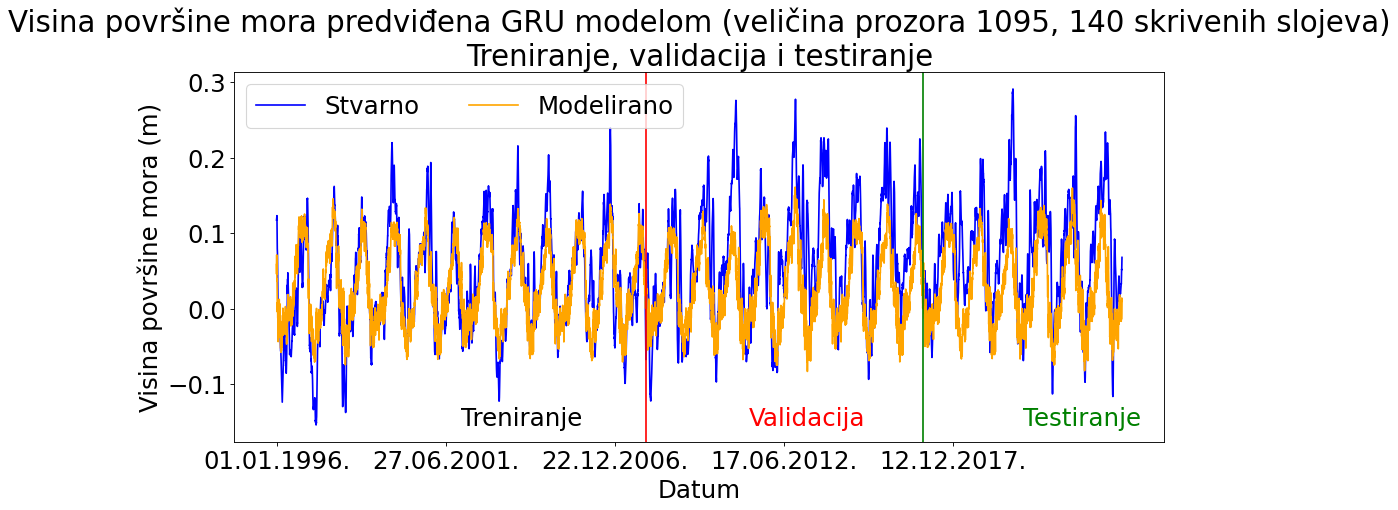 Visina površine mora predviđena GRU modelom (veličina prozora 1095, 140 skrivenih slojeva)
Treniranje, validacija i testiranje
Stvarno
Modelirano
Visina površine mora (m)
0.3
0.2
0.1
0.0
−0.1
Treniranje
Validacija
Testiranje
01.01.1996.
27.06.2001.
22.12.2006.
17.06.2012.
12.12.2017.
Datum